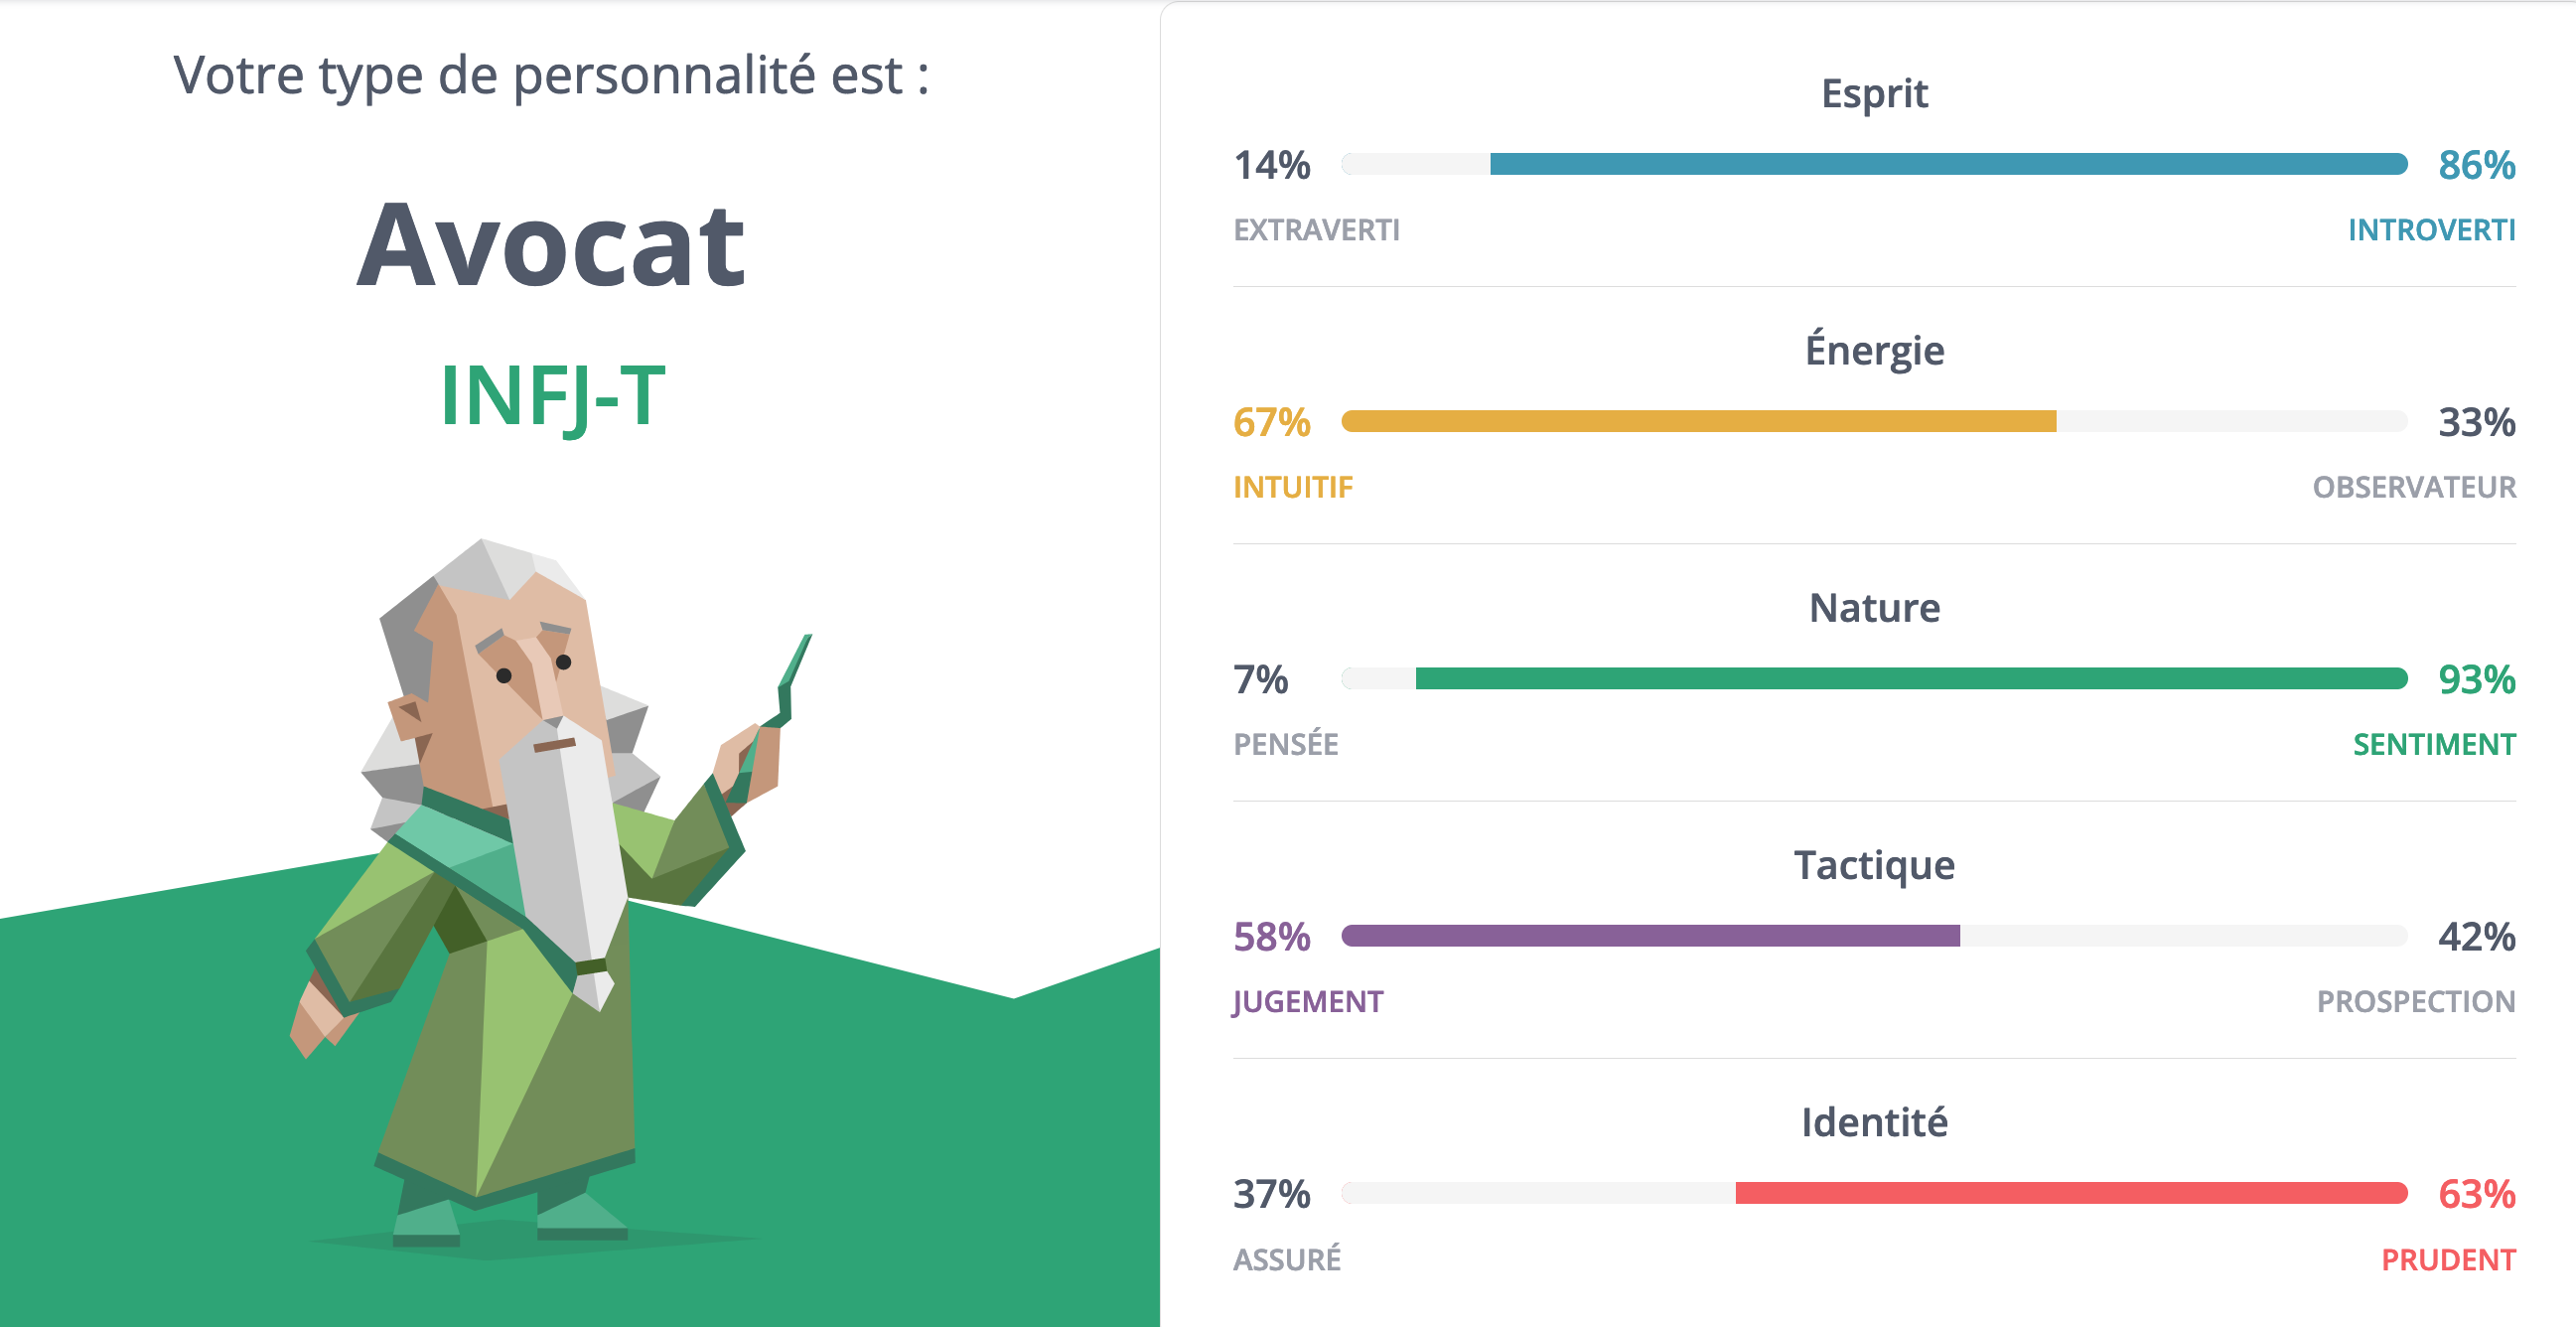 Votre type de personnalité est :
Avocat
INFJ-T
Esprit
14% 86%
EXTRAVERTI INTROVERTI
Énergie
67% 33%
INTUITIF OBSERVATEUR
Nature
7% 93%
PENSÉE SENTIMENT
Tactique
58% 42%
JUGEMENT PROSPECTION
Identité
37% 63%
ASSURÉ PRUDENT